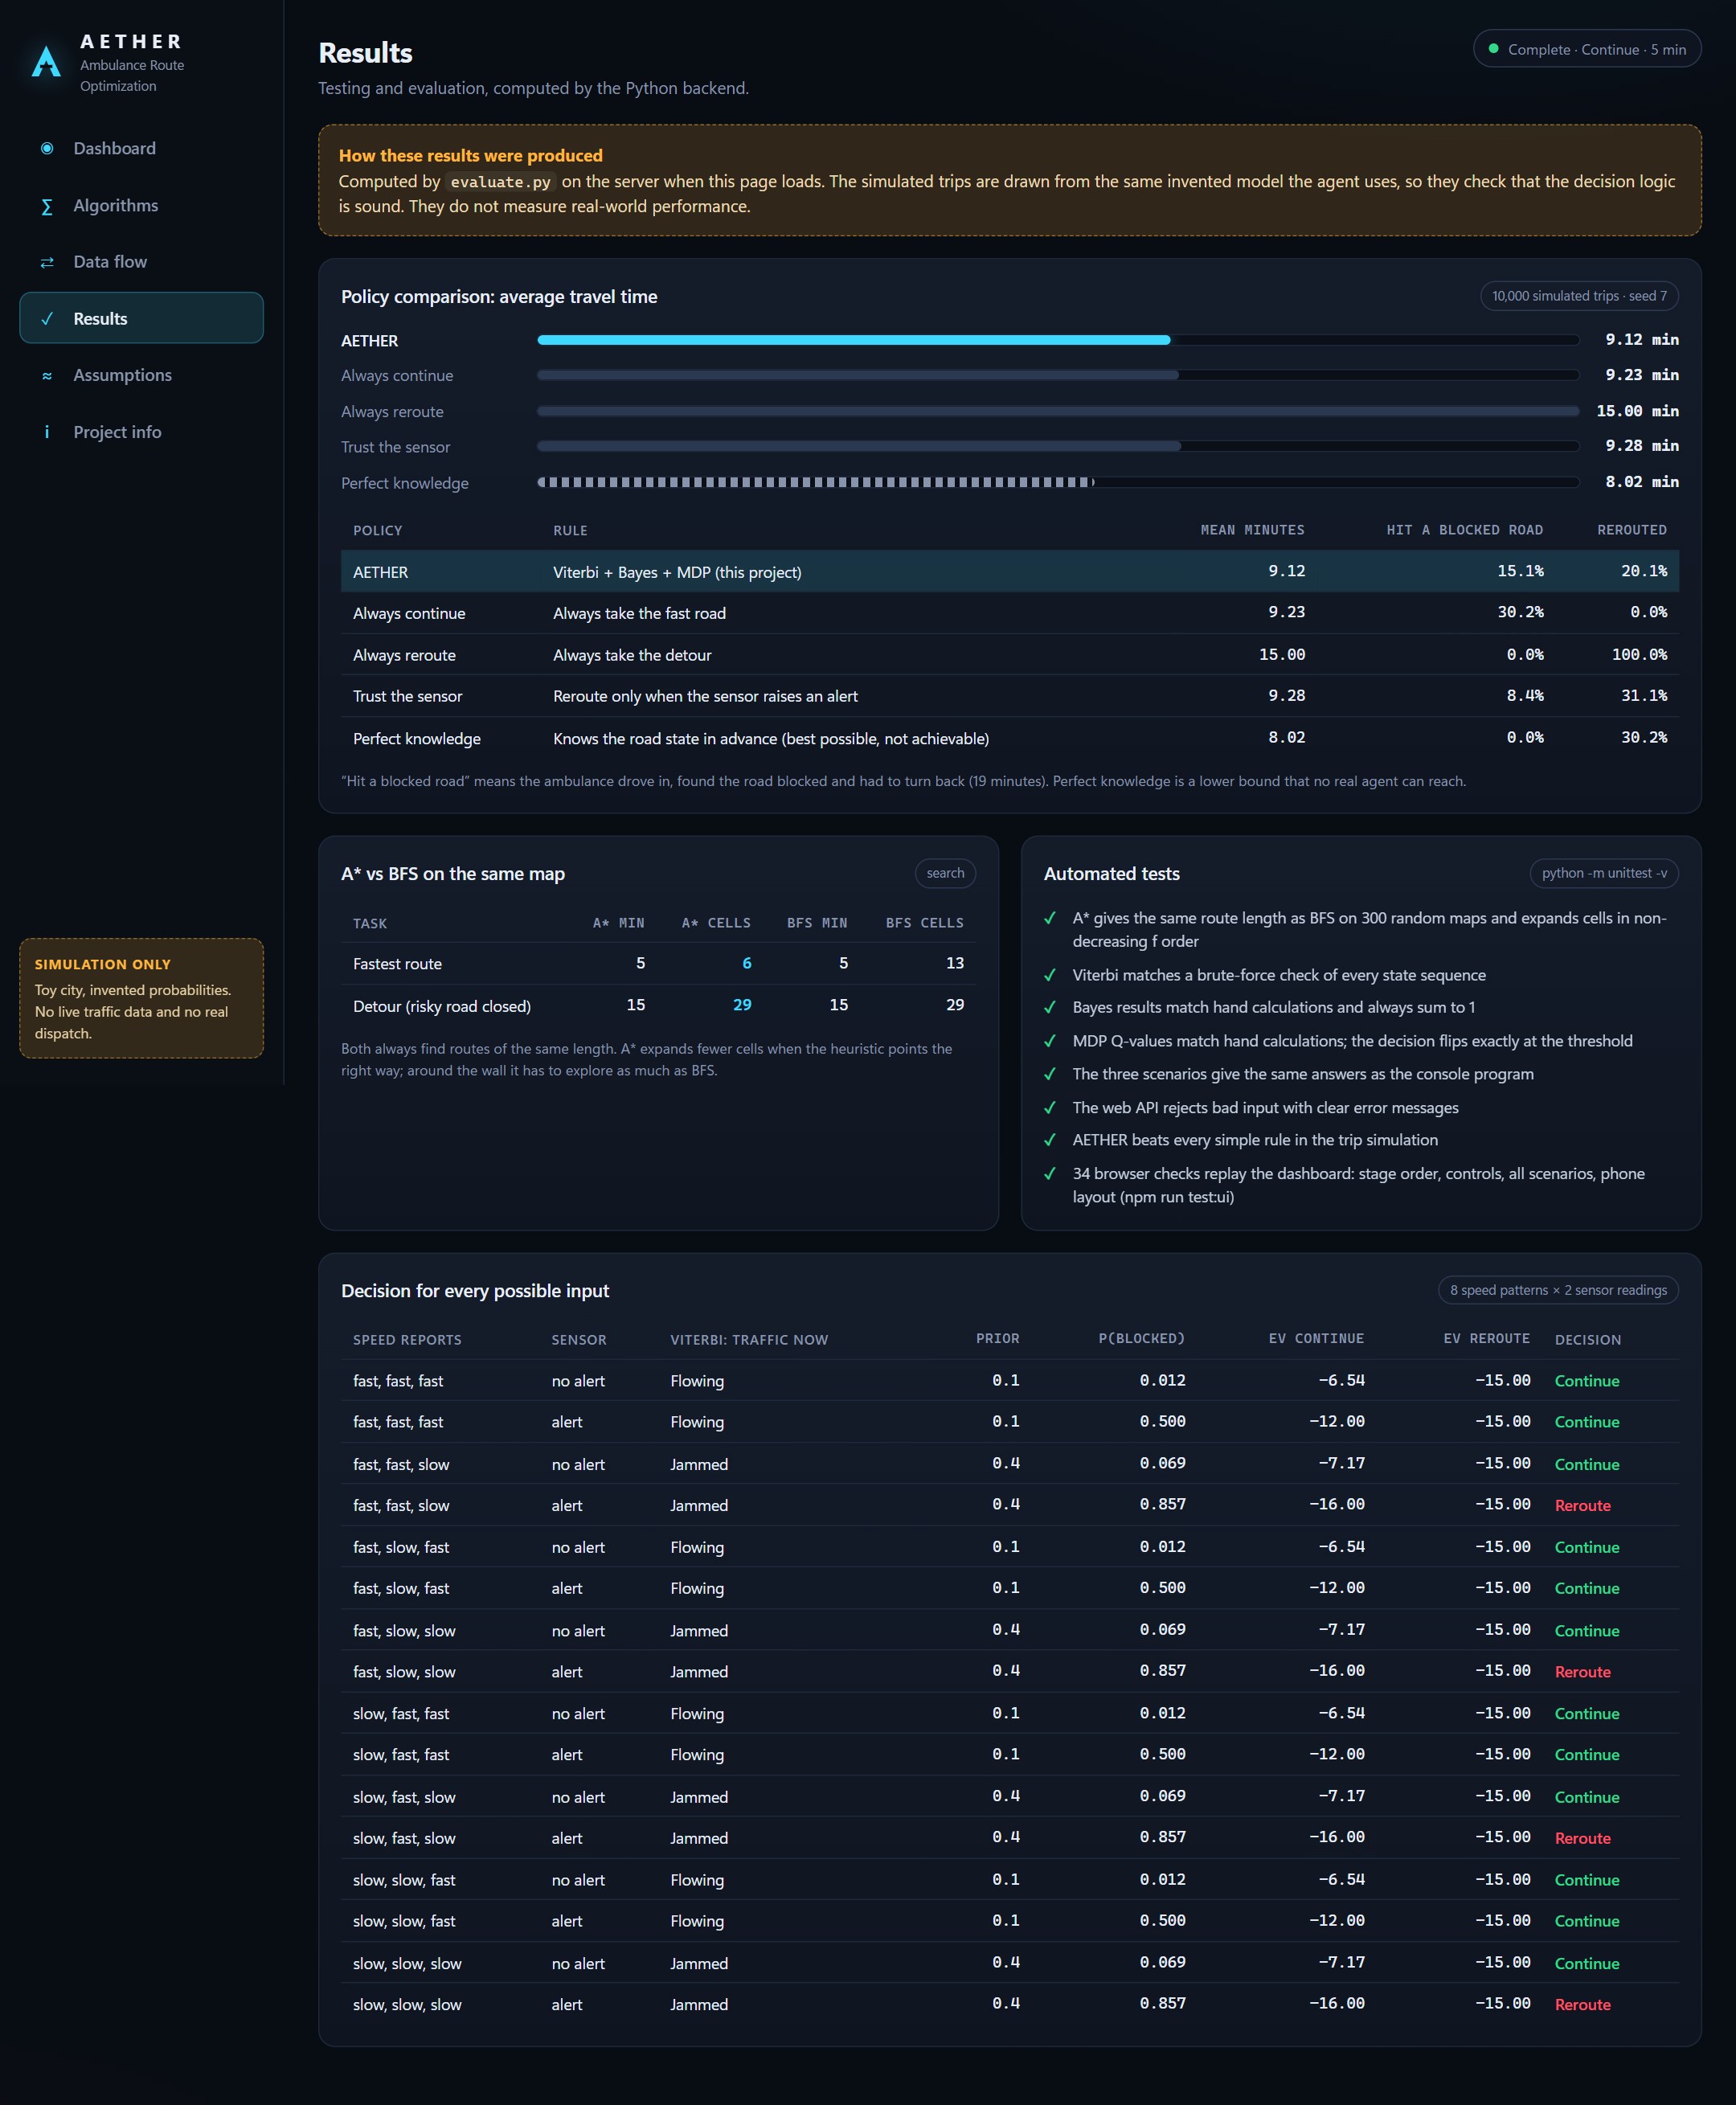 AETHER
Ambulance Route
Optimization
Dashboard
∑ Algorithms
⇄ Data flow
✓ Results
≈ Assumptions
i Project info
SIMULATION ONLY
Toy city, invented probabilities.
No live traffic data and no real
dispatch.
Results
Complete · Continue · 5 min
Testing and evaluation, computed by the Python backend.
How these results were produced
Computed by evaluate.py on the server when this page loads. The simulated trips are drawn from the same invented model the agent uses, so they check that the decision logic
is sound. They do not measure real-world performance.
Policy comparison: average travel time
10,000 simulated trips · seed 7
AETHER 9.12 min
Always continue 9.23 min
Always reroute 15.00 min
Trust the sensor 9.28 min
Perfect knowledge 8.02 min
POLICY RULE MEAN MINUTES HIT A BLOCKED ROAD REROUTED
AETHER Viterbi + Bayes + MDP (this project) 9.12 15.1% 20.1%
Always continue Always take the fast road 9.23 30.2% 0.0%
Always reroute Always take the detour 15.00 0.0% 100.0%
Trust the sensor Reroute only when the sensor raises an alert 9.28 8.4% 31.1%
Perfect knowledge Knows the road state in advance (best possible, not achievable) 8.02 0.0% 30.2%
“Hit a blocked road” means the ambulance drove in, found the road blocked and had to turn back (19 minutes). Perfect knowledge is a lower bound that no real agent can reach.
A* vs BFS on the same map
search
TASK A* MIN A* CELLS BFS MIN BFS CELLS
Fastest route 5 6 5 13
Detour (risky road closed) 15 29 15 29
Both always find routes of the same length. A* expands fewer cells when the heuristic points the
right way; around the wall it has to explore as much as BFS.
Automated tests
python -m unittest -v
✓ A* gives the same route length as BFS on 300 random maps and expands cells in non-
decreasing f order
✓ Viterbi matches a brute-force check of every state sequence
✓ Bayes results match hand calculations and always sum to 1
✓ MDP Q-values match hand calculations; the decision flips exactly at the threshold
✓ The three scenarios give the same answers as the console program
✓ The web API rejects bad input with clear error messages
✓ AETHER beats every simple rule in the trip simulation
✓ 34 browser checks replay the dashboard: stage order, controls, all scenarios, phone
layout (npm run test:ui)
Decision for every possible input
8 speed patterns × 2 sensor readings
SPEED REPORTS SENSOR VITERBI: TRAFFIC NOW PRIOR P(BLOCKED) EV CONTINUE EV REROUTE DECISION
fast, fast, fast no alert Flowing 0.1 0.012 −6.54 −15.00 Continue
fast, fast, fast alert Flowing 0.1 0.500 −12.00 −15.00 Continue
fast, fast, slow no alert Jammed 0.4 0.069 −7.17 −15.00 Continue
fast, fast, slow alert Jammed 0.4 0.857 −16.00 −15.00 Reroute
fast, slow, fast no alert Flowing 0.1 0.012 −6.54 −15.00 Continue
fast, slow, fast alert Flowing 0.1 0.500 −12.00 −15.00 Continue
fast, slow, slow no alert Jammed 0.4 0.069 −7.17 −15.00 Continue
fast, slow, slow alert Jammed 0.4 0.857 −16.00 −15.00 Reroute
slow, fast, fast no alert Flowing 0.1 0.012 −6.54 −15.00 Continue
slow, fast, fast alert Flowing 0.1 0.500 −12.00 −15.00 Continue
slow, fast, slow no alert Jammed 0.4 0.069 −7.17 −15.00 Continue
slow, fast, slow alert Jammed 0.4 0.857 −16.00 −15.00 Reroute
slow, slow, fast no alert Flowing 0.1 0.012 −6.54 −15.00 Continue
slow, slow, fast alert Flowing 0.1 0.500 −12.00 −15.00 Continue
slow, slow, slow no alert Jammed 0.4 0.069 −7.17 −15.00 Continue
slow, slow, slow alert Jammed 0.4 0.857 −16.00 −15.00 Reroute